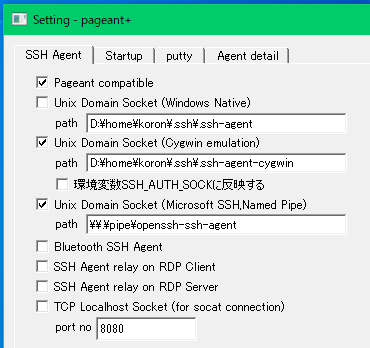 Setting - pageant+
SSH Agent Startup putty Agent detail
Pageant compatible
Unix Domain Socket (Windows Native)
path D:¥home¥koron¥.ssh¥.ssh-agent
Unix Domain Socket (Cygwin emulation)
path D:¥home¥koron¥.ssh¥.ssh-agent-cygwin
環境変数SSH_AUTH_SOCKに反映する
Unix Domain Socket (Microsoft SSH,Named Pipe)
path ¥¥.¥pipe¥openssh-ssh-agent
Bluetooth SSH Agent
SSH Agent relay on RDP Client
SSH Agent relay on RDP Server
TCP Localhost Socket (for socat connection)
port no 8080